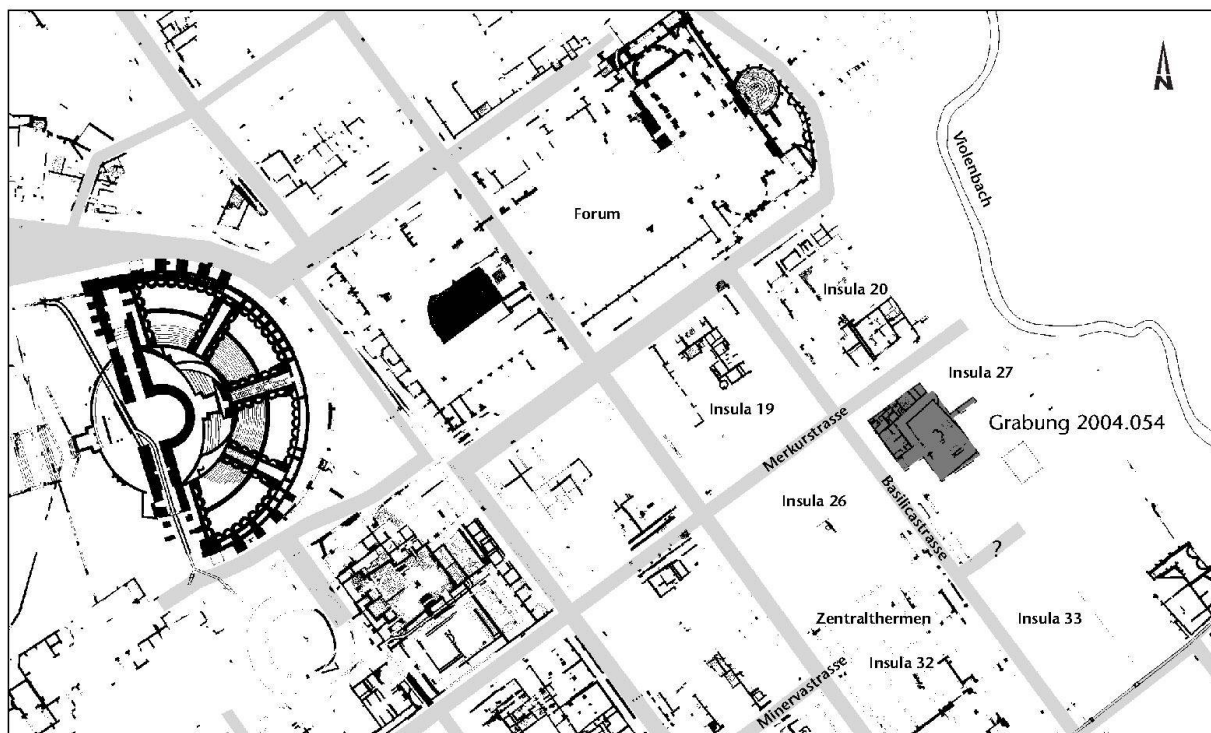 N
Violenbach
Forum
Insula 20
Insula 27
Insula 19
Grabung 2004.054
Merkurstrasse
?
Insula 26
Basilicastrasse
?
Zentralthermen
Insula 33
Insula 32
Minervastrasse